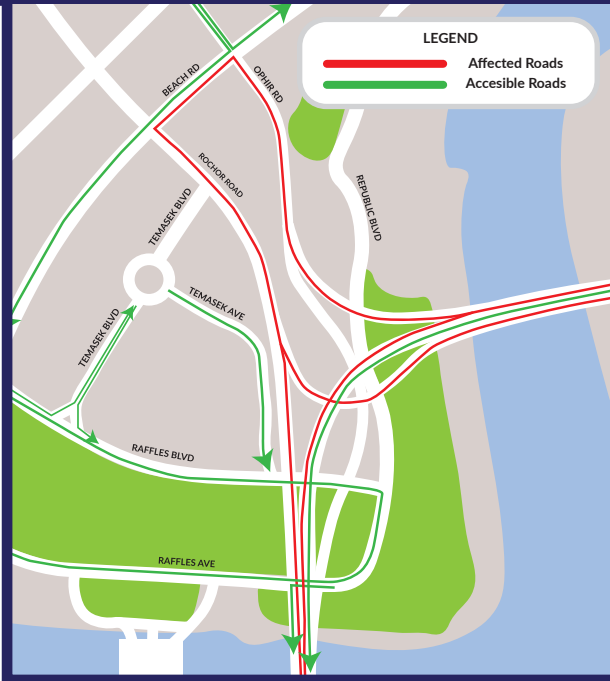 LEGEND
Affected Roads
Accesible Roads
BEACH RD
OPHIR RD
ROCHOR ROAD
TEMASEK BLVD
REPUBLIC BLVD
TEMASEK AVE
TEMASEK BLVD
RAFFLES BLVD
RAFFLES AVE